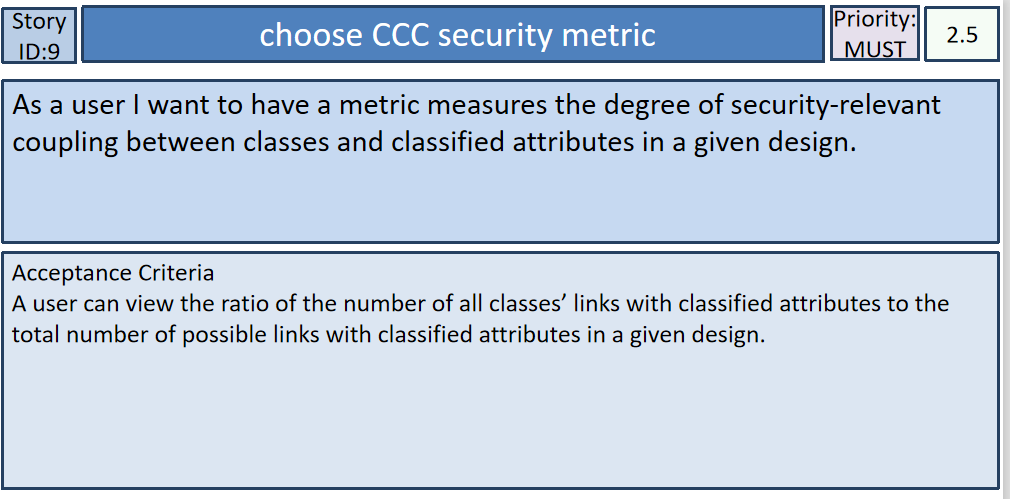 Story
ID:9
choose CCC security metric
Priority:
MUST
2.5
As a user I want to have a metric measures the degree of security-relevant
coupling between classes and classified attributes in a given design.
Acceptance Criteria
A user can view the ratio of the number of all classes’ links with classified attributes to the
total number of possible links with classified attributes in a given design.